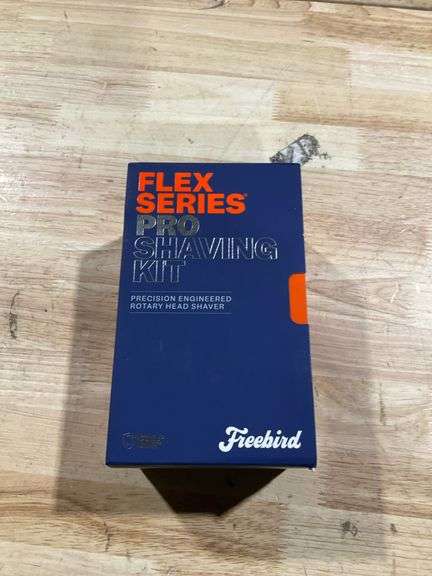 FLEX
SERIES®
PRO
SHAVING
KIT
PRECISION ENGINEERED
ROTARY HEAD SHAVER
Freebird